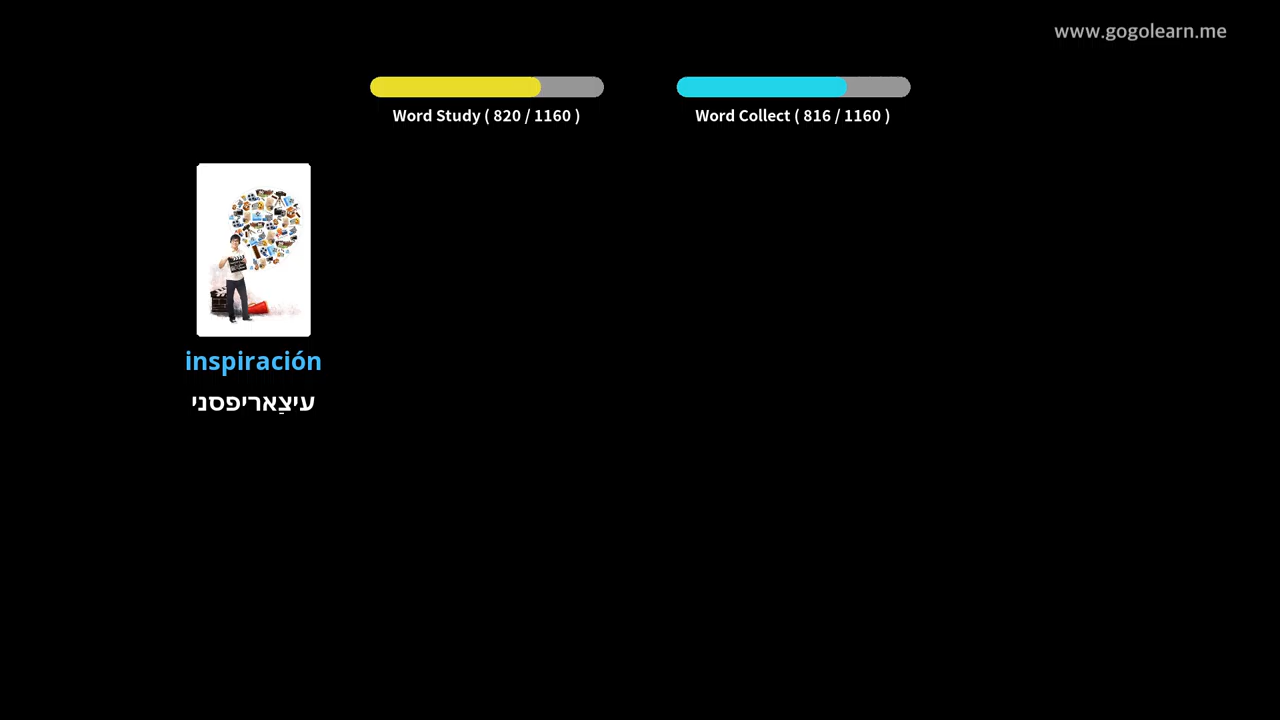 www.gogolearn.me
Word Study ( 820 / 1160 )
Word Collect ( 816 / 1160 )
inspiración
עיצַאריפסני